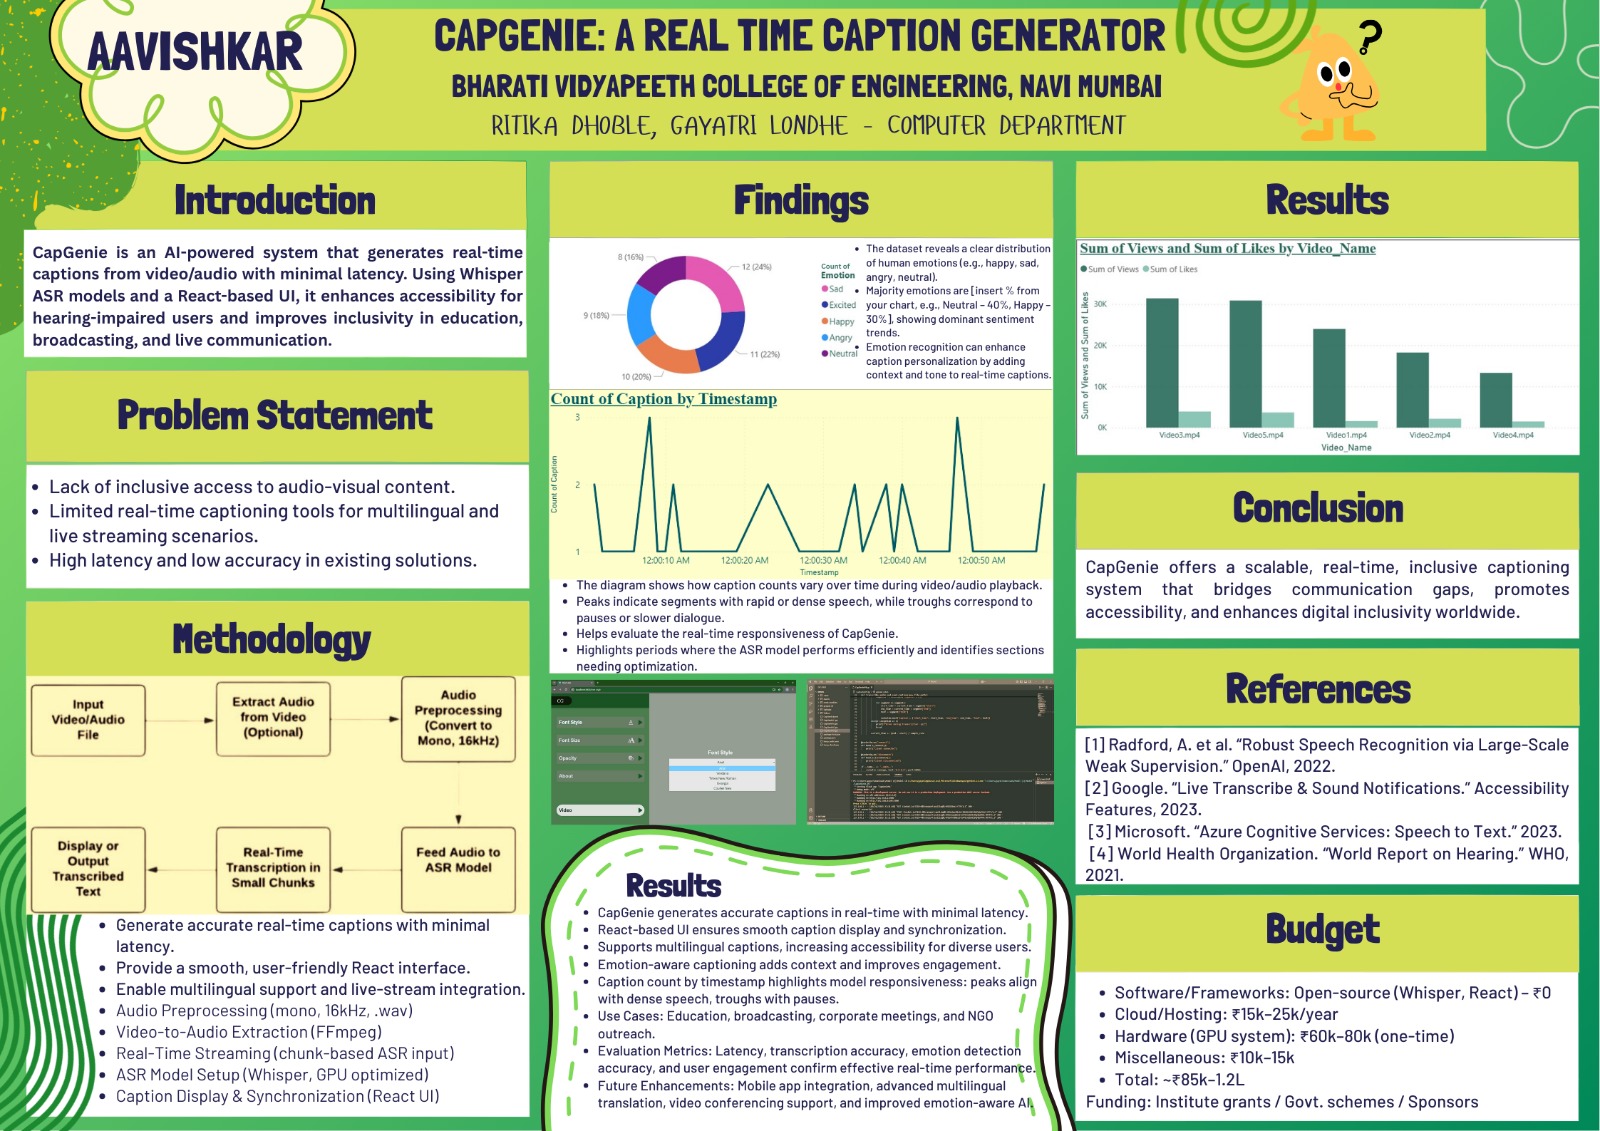 AAVISHKAR
CAPGENIE: A REAL TIME CAPTION GENERATOR
BHARATI VIDYAPEETH COLLEGE OF ENGINEERING, NAVI MUMBAI
RITIKA DHOBLE, GAYATRI LONDHE - COMPUTER DEPARTMENT
?
Introduction
CapGenie is an AI-powered system that generates real-time
captions from video/audio with minimal latency. Using Whisper
ASR models and a React-based UI, it enhances accessibility for
hearing-impaired users and improves inclusivity in education,
broadcasting, and live communication.
Problem Statement
• Lack of inclusive access to audio-visual content.
• Limited real-time captioning tools for multilingual and
live streaming scenarios.
• High latency and low accuracy in existing solutions.
Methodology
Input
Video/Audio
File
Extract Audio
from Video
(Optional)
Audio
Preprocessing
(Convert to
Mono, 16kHz)
Display or
Output
Transcribed
Text
Real-Time
Transcription in
Small Chunks
Feed Audio to
ASR Model
• Generate accurate real-time captions with minimal
latency.
• Provide a smooth, user-friendly React interface.
• Enable multilingual support and live-stream integration.
• Audio Preprocessing (mono, 16kHz, .wav)
• Video-to-Audio Extraction (FFmpeg)
• Real-Time Streaming (chunk-based ASR input)
• ASR Model Setup (Whisper, GPU optimized)
• Caption Display & Synchronization (React UI)
Findings
8 (16%)
12 (24%)
9 (18%)
11 (22%)
10 (20%)
Count of
Emotion
Sad
Excited
Happy
Angry
Neutral
• The dataset reveals a clear distribution
of human emotions (e.g., happy, sad,
angry, neutral).
• Majority emotions are [insert % from
your chart, e.g., Neutral – 40%, Happy –
30%], showing dominant sentiment
trends.
• Emotion recognition can enhance
caption personalization by adding
context and tone to real-time captions.
Count of Caption by Timestamp
Count of Caption
3
2
1
12:00:10 AM
12:00:20 AM
12:00:30 AM
12:00:40 AM
12:00:50 AM
Timestamp
• The diagram shows how caption counts vary over time during video/audio playback.
• Peaks indicate segments with rapid or dense speech, while troughs correspond to
pauses or slower dialogue.
• Helps evaluate the real-time responsiveness of CapGenie.
• Highlights periods where the ASR model performs efficiently and identifies sections
needing optimization.
CG
Font Style
Font Size
Opacity
About
Video
Font Style
Results
• CapGenie generates accurate captions in real-time with minimal latency.
• React-based UI ensures smooth caption display and synchronization.
• Supports multilingual captions, increasing accessibility for diverse users.
• Emotion-aware captioning adds context and improves engagement.
• Caption count by timestamp highlights model responsiveness: peaks align
with dense speech, troughs with pauses.
• Use Cases: Education, broadcasting, corporate meetings, and NGO
outreach.
• Evaluation Metrics: Latency, transcription accuracy, emotion detection
accuracy, and user engagement confirm effective real-time performance.
• Future Enhancements: Mobile app integration, advanced multilingual
translation, video conferencing support, and improved emotion-aware AI.
Results
Sum of Views and Sum of Likes by Video_Name
Sum of Views Sum of Likes
Sum of Views and Sum of Likes
30K
20K
10K
0K
Video3.mp4
Video5.mp4
Video1.mp4
Video2.mp4
Video4.mp4
Video_Name
Conclusion
CapGenie offers a scalable, real-time, inclusive captioning
system that bridges communication gaps, promotes
accessibility, and enhances digital inclusivity worldwide.
References
[1] Radford, A. et al. “Robust Speech Recognition via Large-Scale
Weak Supervision.” OpenAI, 2022.
[2] Google. “Live Transcribe & Sound Notifications.” Accessibility
Features, 2023.
[3] Microsoft. “Azure Cognitive Services: Speech to Text.” 2023.
[4] World Health Organization. “World Report on Hearing.” WHO,
2021.
Budget
• Software/Frameworks: Open-source (Whisper, React) – ₹0
• Cloud/Hosting: ₹15k–25k/year
• Hardware (GPU system): ₹60k–80k (one-time)
• Miscellaneous: ₹10k–15k
• Total: ~₹85k–1.2L
Funding: Institute grants / Govt. schemes / Sponsors